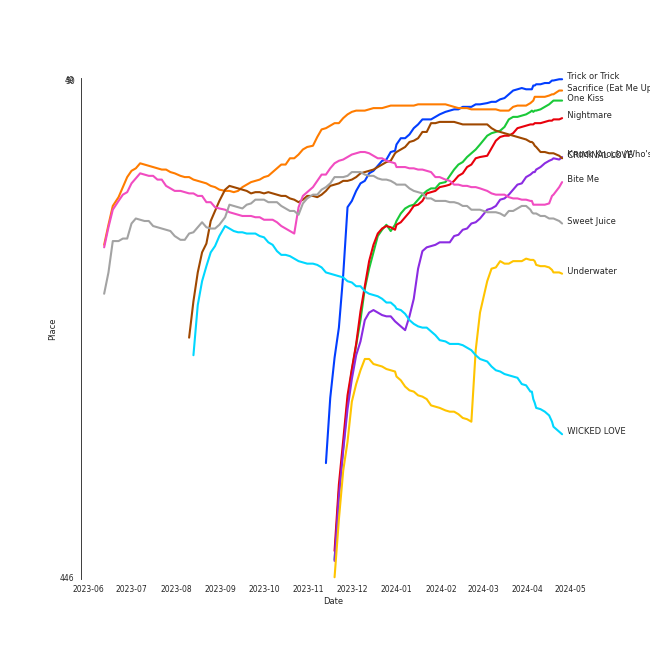 Trick or Trick
Sacrifice (Eat Me Up
One Kiss
Nightmare
CRIMINAL LOVE
Bite Me
Sweet Juice
Underwater
WICKED LOVE
Place
446
2023-06 2023-07 2023-08 2023-09 2023-10 2023-11 2023-12 2024-01 2024-02 2024-03 2024-04 2024-05
Date